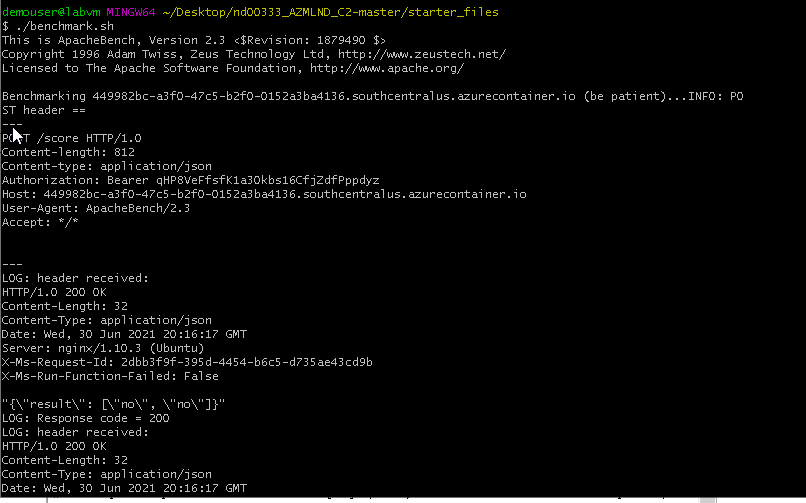 demouser@labvm MINGW64 ~/Desktop/nd00333_AZMLND_C2-master/starter_files
$ ./benchmark.sh
This is ApacheBench, Version 2.3 <$Revision: 1879490 $>
Copyright 1996 Adam Twiss, Zeus Technology Ltd, http://www.zeustech.net/
Licensed to The Apache Software Foundation, http://www.apache.org/

Benchmarking 449982bc-a3f0-47c5-b2f0-0152a3ba4136.southcentralus.azurecontainer.io (be patient)...INFO: PO
ST header ==
---
POST /score HTTP/1.0
Content-length: 812
Content-type: application/json
Authorization: Bearer qHP8VeFfsfK1a30kbs16CfjZdfPppdyz
Host: 449982bc-a3f0-47c5-b2f0-0152a3ba4136.southcentralus.azurecontainer.io
User-Agent: ApacheBench/2.3
Accept: */*

---
LOG: header received:
HTTP/1.0 200 OK
Content-Length: 32
Content-Type: application/json
Date: Wed, 30 Jun 2021 20:16:17 GMT
Server: nginx/1.10.3 (Ubuntu)
X-Ms-Request-Id: 2dbb3f9f-395d-4454-b6c5-d735ae43cd9b
X-Ms-Run-Function-Failed: False

"{\"result\": [\"no\", \"no\"]}"
LOG: Response code = 200
LOG: header received:
HTTP/1.0 200 OK
Content-Length: 32
Content-Type: application/json
Date: Wed, 30 Jun 2021 20:16:17 GMT